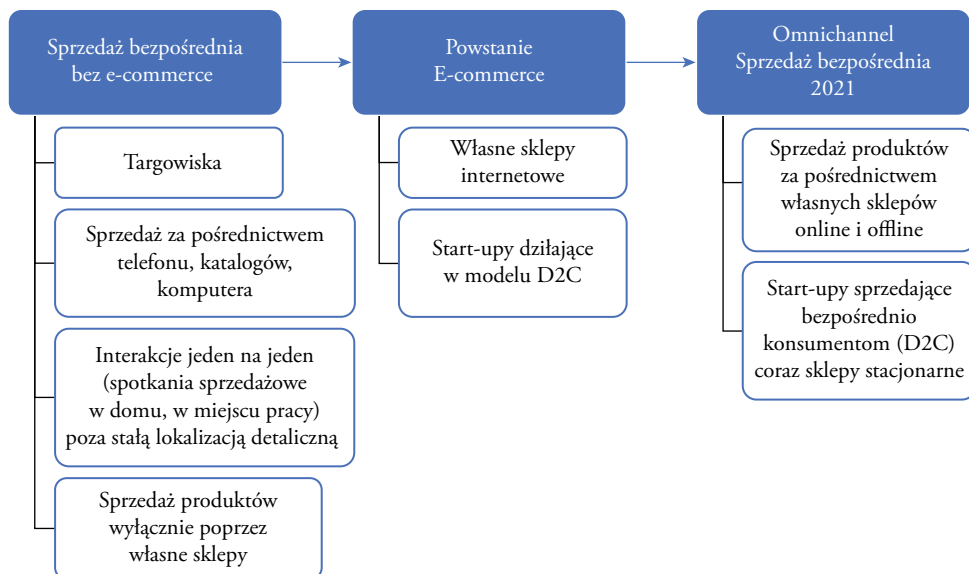 Sprzedaż bezpośrednia
bez e-commerce
Targowiska
Sprzedaż za pośrednictwem
telefonu, katalogów,
komputera
Interakcje jeden na jeden
(spotkania sprzedażowe
w domu, w miejscu pracy)
poza stałą lokalizacją detaliczną
Sprzedaż produktów
wyłącznie poprzez
własne sklepy
Powstanie
E-commerce
Własne sklepy
internetowe
Start-upy dziłające
w modelu D2C
Omnichannel
Sprzedaż bezpośrednia
2021
Sprzedaż produktów
za pośrednictwem
własnych sklepów
online i offline
Start-upy sprzedające
bezpośrednio
konsumentom (D2C)
coraz sklepy stacjonarne